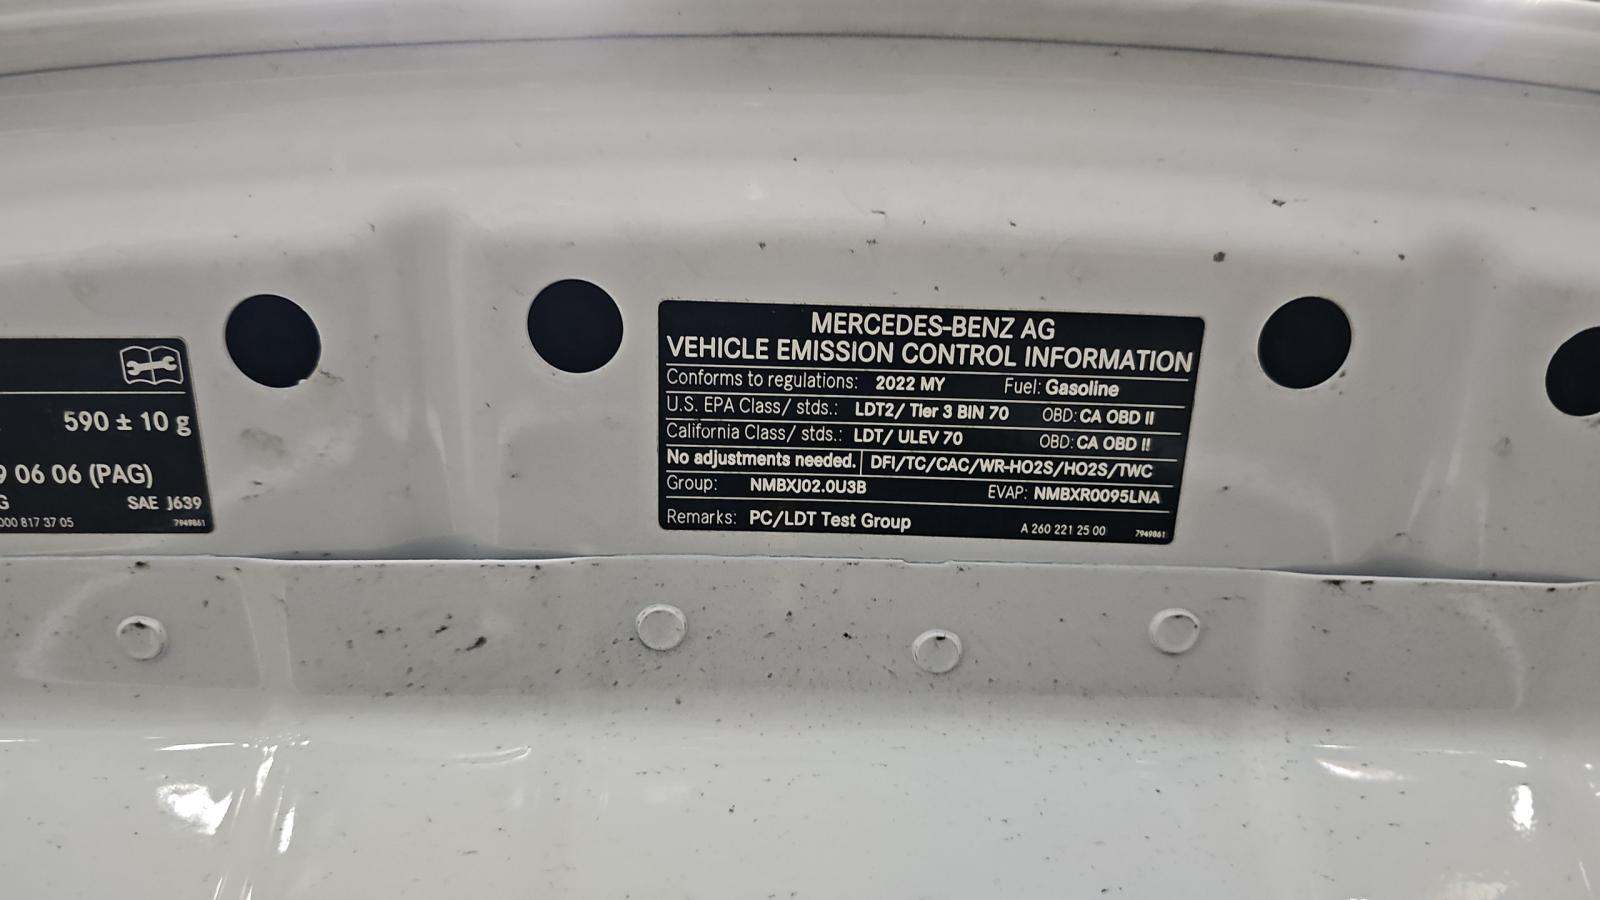 590 ± 10 g
9 06 06 (PAG)
G SAE J639
000 817 37 05 7949861
MERCEDES-BENZ AG
VEHICLE EMISSION CONTROL INFORMATION
Conforms to regulations: 2022 MY Fuel: Gasoline
U.S. EPA Class/ stds.: LDT2/ Tier 3 BIN 70 OBD: CA OBD II
California Class/ stds.: LDT/ ULEV 70 OBD: CA OBD II
No adjustments needed. DFI/TC/CAC/WR-HO2S/HO2S/TWC
Group: NMBXJ02.0U3B EVAP: NMBXR0095LNA
Remarks: PC/LDT Test Group A 260 221 25 00 7949861